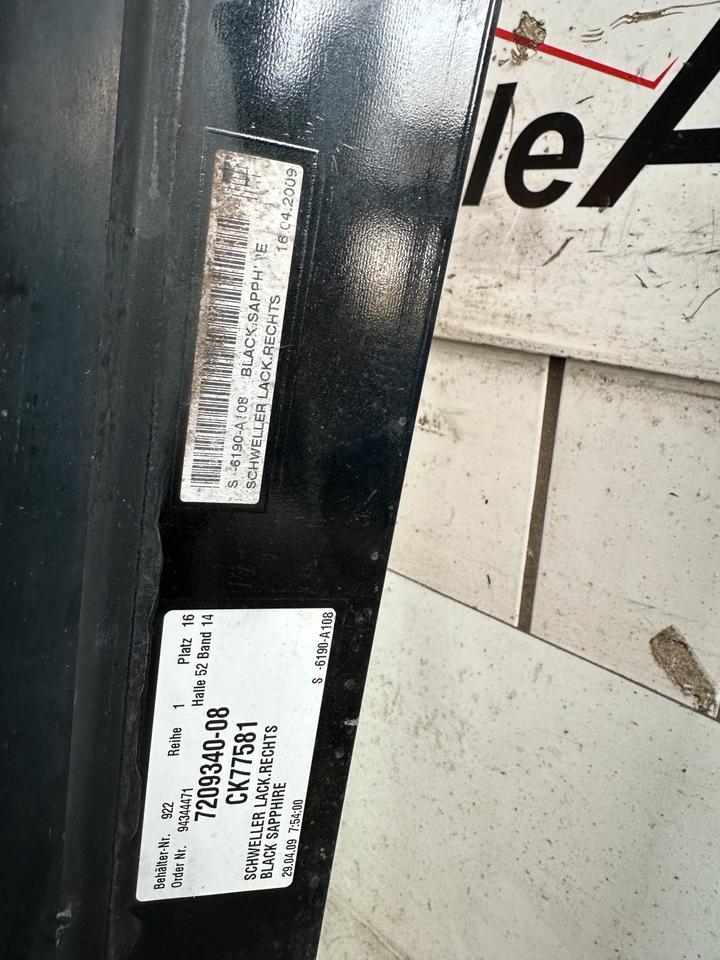 S -6190-A108 BLACK.SAPPH
SCHWELLER LACK.RECHTS 16.04.2009
Behälter-Nr. 922 Reihe 1 Platz 16
Order Nr. 94344471 Halle 52 Band 14
7209340-08
CK77581
SCHWELLER LACK.RECHTS
BLACK SAPPHIRE
29.04.09 7:54:00 S -6190-A108
le A